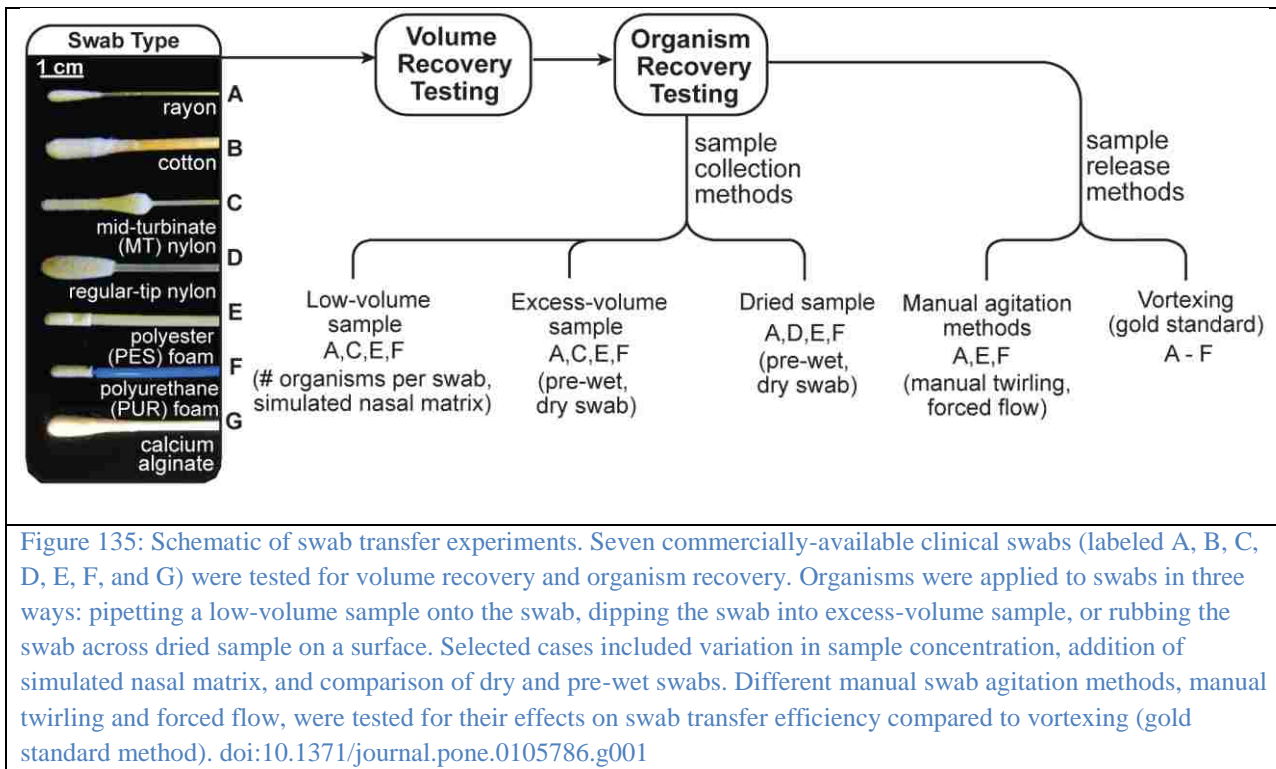 Swab Type
1 cm
A
rayon
B
cotton
C
mid-turbinate
(MT) nylon
D
regular-tip nylon
E
polyester
(PES) foam
F
polyurethane
(PUR) foam
G
calcium
alginate
Volume
Recovery
Testing
Organism
Recovery
Testing
sample
collection
methods
sample
release
methods
Low-volume
sample
A,C,E,F
(# organisms per swab,
simulated nasal matrix)
Excess-volume
sample
A,C,E,F
(pre-wet,
dry swab)
Dried sample
A,D,E,F
(pre-wet,
dry swab)
Manual agitation
methods
A,E,F
(manual twirling,
forced flow)
Vortexing
(gold standard)
A - F
Figure 135: Schematic of swab transfer experiments. Seven commercially-available clinical swabs (labeled A, B, C,
D, E, F, and G) were tested for volume recovery and organism recovery. Organisms were applied to swabs in three
ways: pipetting a low-volume sample onto the swab, dipping the swab into excess-volume sample, or rubbing the
swab across dried sample on a surface. Selected cases included variation in sample concentration, addition of
simulated nasal matrix, and comparison of dry and pre-wet swabs. Different manual swab agitation methods, manual
twirling and forced flow, were tested for their effects on swab transfer efficiency compared to vortexing (gold
standard method). doi:10.1371/journal.pone.0105786.g001